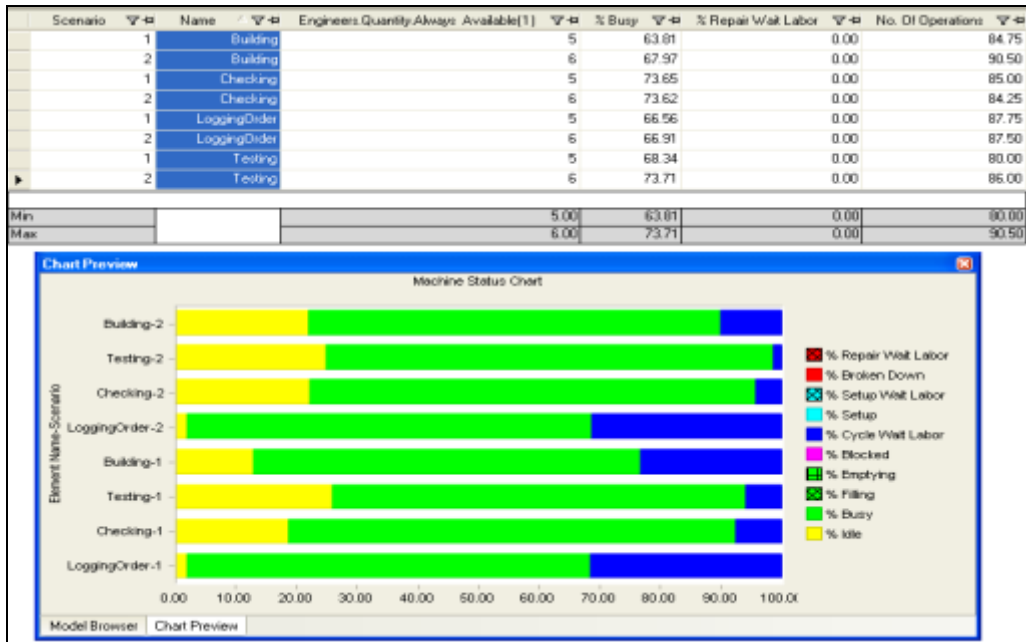 Scenario Name Engineers.Quantity.Always Available(1) % Busy % Repair Wait Labor No. Of Operations
1 Building 5 63.81 0.00 84.75
2 Building 6 67.97 0.00 90.50
1 Checking 5 73.65 0.00 85.00
2 Checking 6 73.62 0.00 84.25
1 LoggingOrder 5 66.56 0.00 87.75
2 LoggingOrder 6 66.91 0.00 87.50
1 Testing 5 68.34 0.00 80.00
2 Testing 6 73.71 0.00 86.00
Min 5.00 63.81 0.00 80.00
Max 6.00 73.71 0.00 90.50
Chart Preview
Machine Status Chart
Element Name-Scenario
Building-2
Testing-2
Checking-2
LoggingOrder-2
Building-1
Testing-1
Checking-1
LoggingOrder-1
0.00 10.00 20.00 30.00 40.00 50.00 60.00 70.00 80.00 90.00 100.0(
% Repair Wait Labor
% Broken Down
% Setup Wait Labor
% Setup
% Cycle Wait Labor
% Blocked
% Emptying
% Filling
% Busy
% Idle
Model Browser Chart Preview